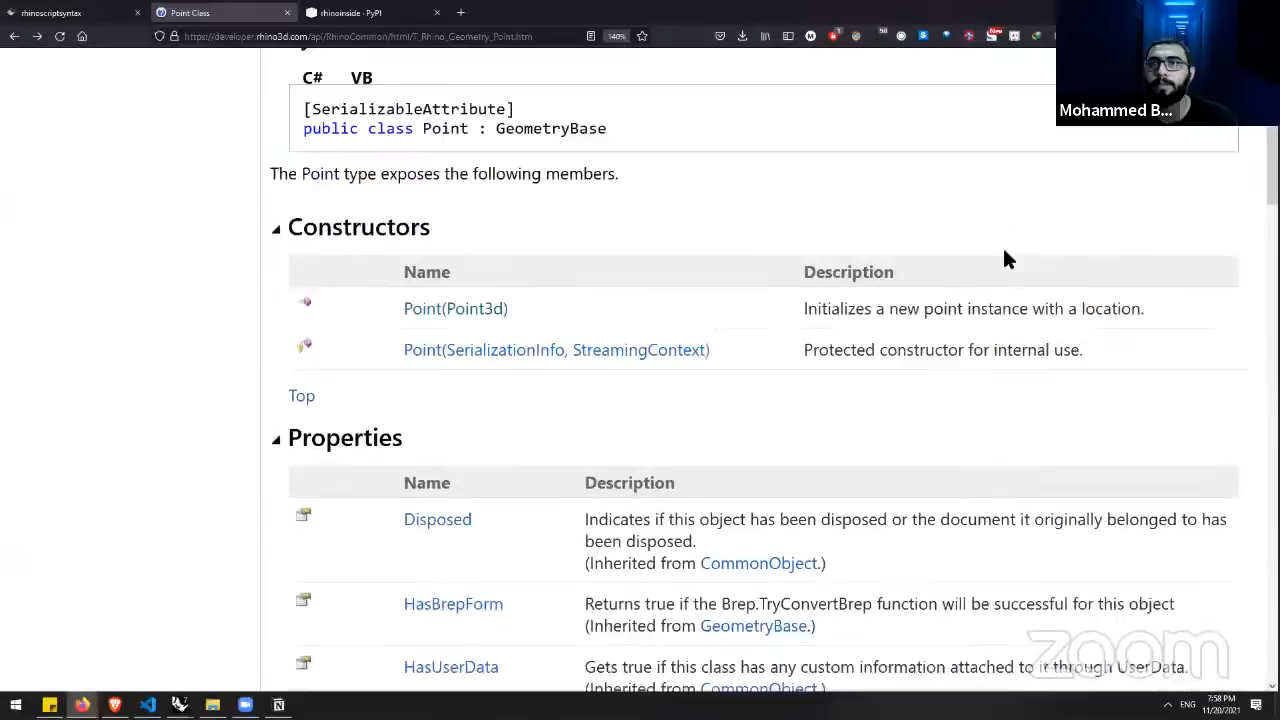 rhinoscriptsyntax
Point Class
rhinoinside · PyPI
https://developer.rhino3d.com/api/RhinoCommon/html/T_Rhino_Geometry_Point.htm
140%
Mohammed B...
C# VB
[SerializableAttribute]
public class Point : GeometryBase
The Point type exposes the following members.
Constructors
Name Description
Point(Point3d) Initializes a new point instance with a location.
Point(SerializationInfo, StreamingContext) Protected constructor for internal use.
Top
Properties
Name Description
Disposed Indicates if this object has been disposed or the document it originally belonged to has
been disposed.
(Inherited from CommonObject.)
HasBrepForm Returns true if the Brep.TryConvertBrep function will be successful for this object
(Inherited from GeometryBase.)
HasUserData Gets true if this class has any custom information attached to it through UserData.
(Inherited from CommonObject.)
zoom
ENG
7:58 PM
11/20/2021